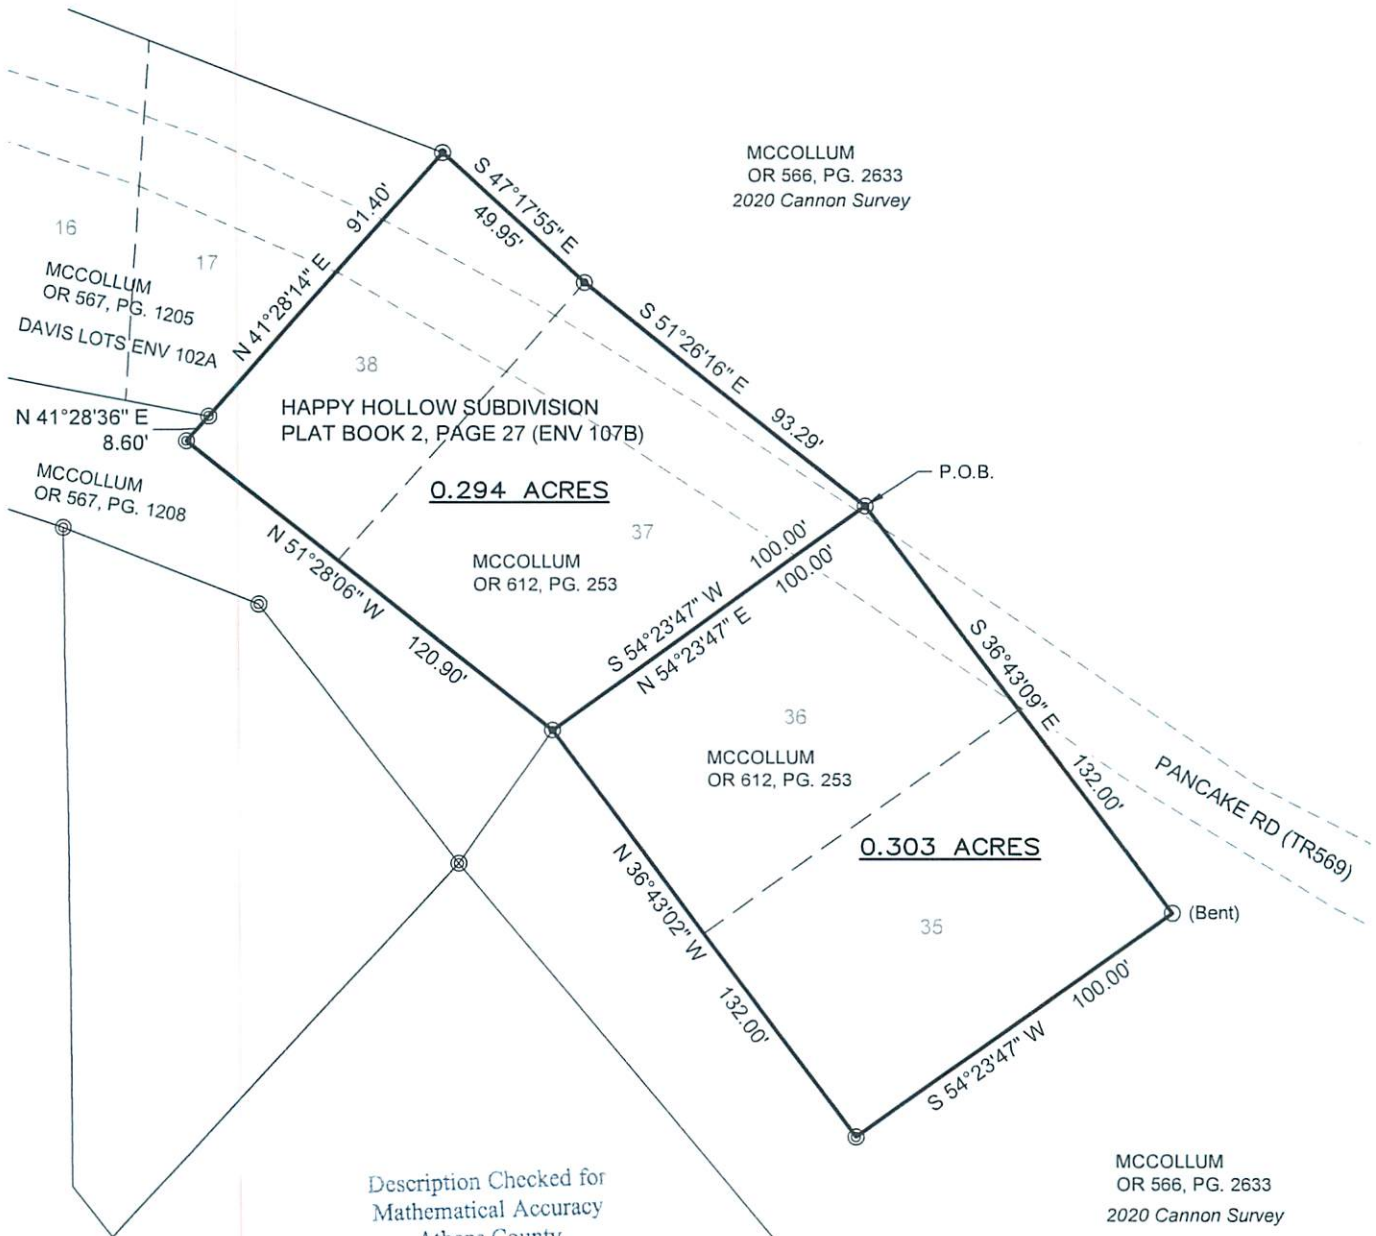 MCCOLLUM
OR 566, PG. 2633
2020 Cannon Survey
S 47°17'55" E
49.95'
91.40'
N 41°28'14" E
16
17
MCCOLLUM
OR 567, PG. 1205
DAVIS LOTS ENV 102A
S 51°26'16" E
93.29'
38
HAPPY HOLLOW SUBDIVISION
PLAT BOOK 2, PAGE 27 (ENV 107B)
N 41°28'36" E
8.60'
MCCOLLUM
OR 567, PG. 1208
0.294 ACRES
P.O.B.
37
MCCOLLUM
OR 612, PG. 253
N 51°28'06" W
120.90'
S 54°23'47" W 100.00'
N 54°23'47" E 100.00'
S 36°43'09" E
132.00'
36
MCCOLLUM
OR 612, PG. 253
PANCAKE RD (TR569)
0.303 ACRES
N 36°43'02" W
132.00'
35
(Bent)
S 54°23'47" W 100.00'
MCCOLLUM
OR 566, PG. 2633
2020 Cannon Survey
Description Checked for
Mathematical Accuracy
Athens County